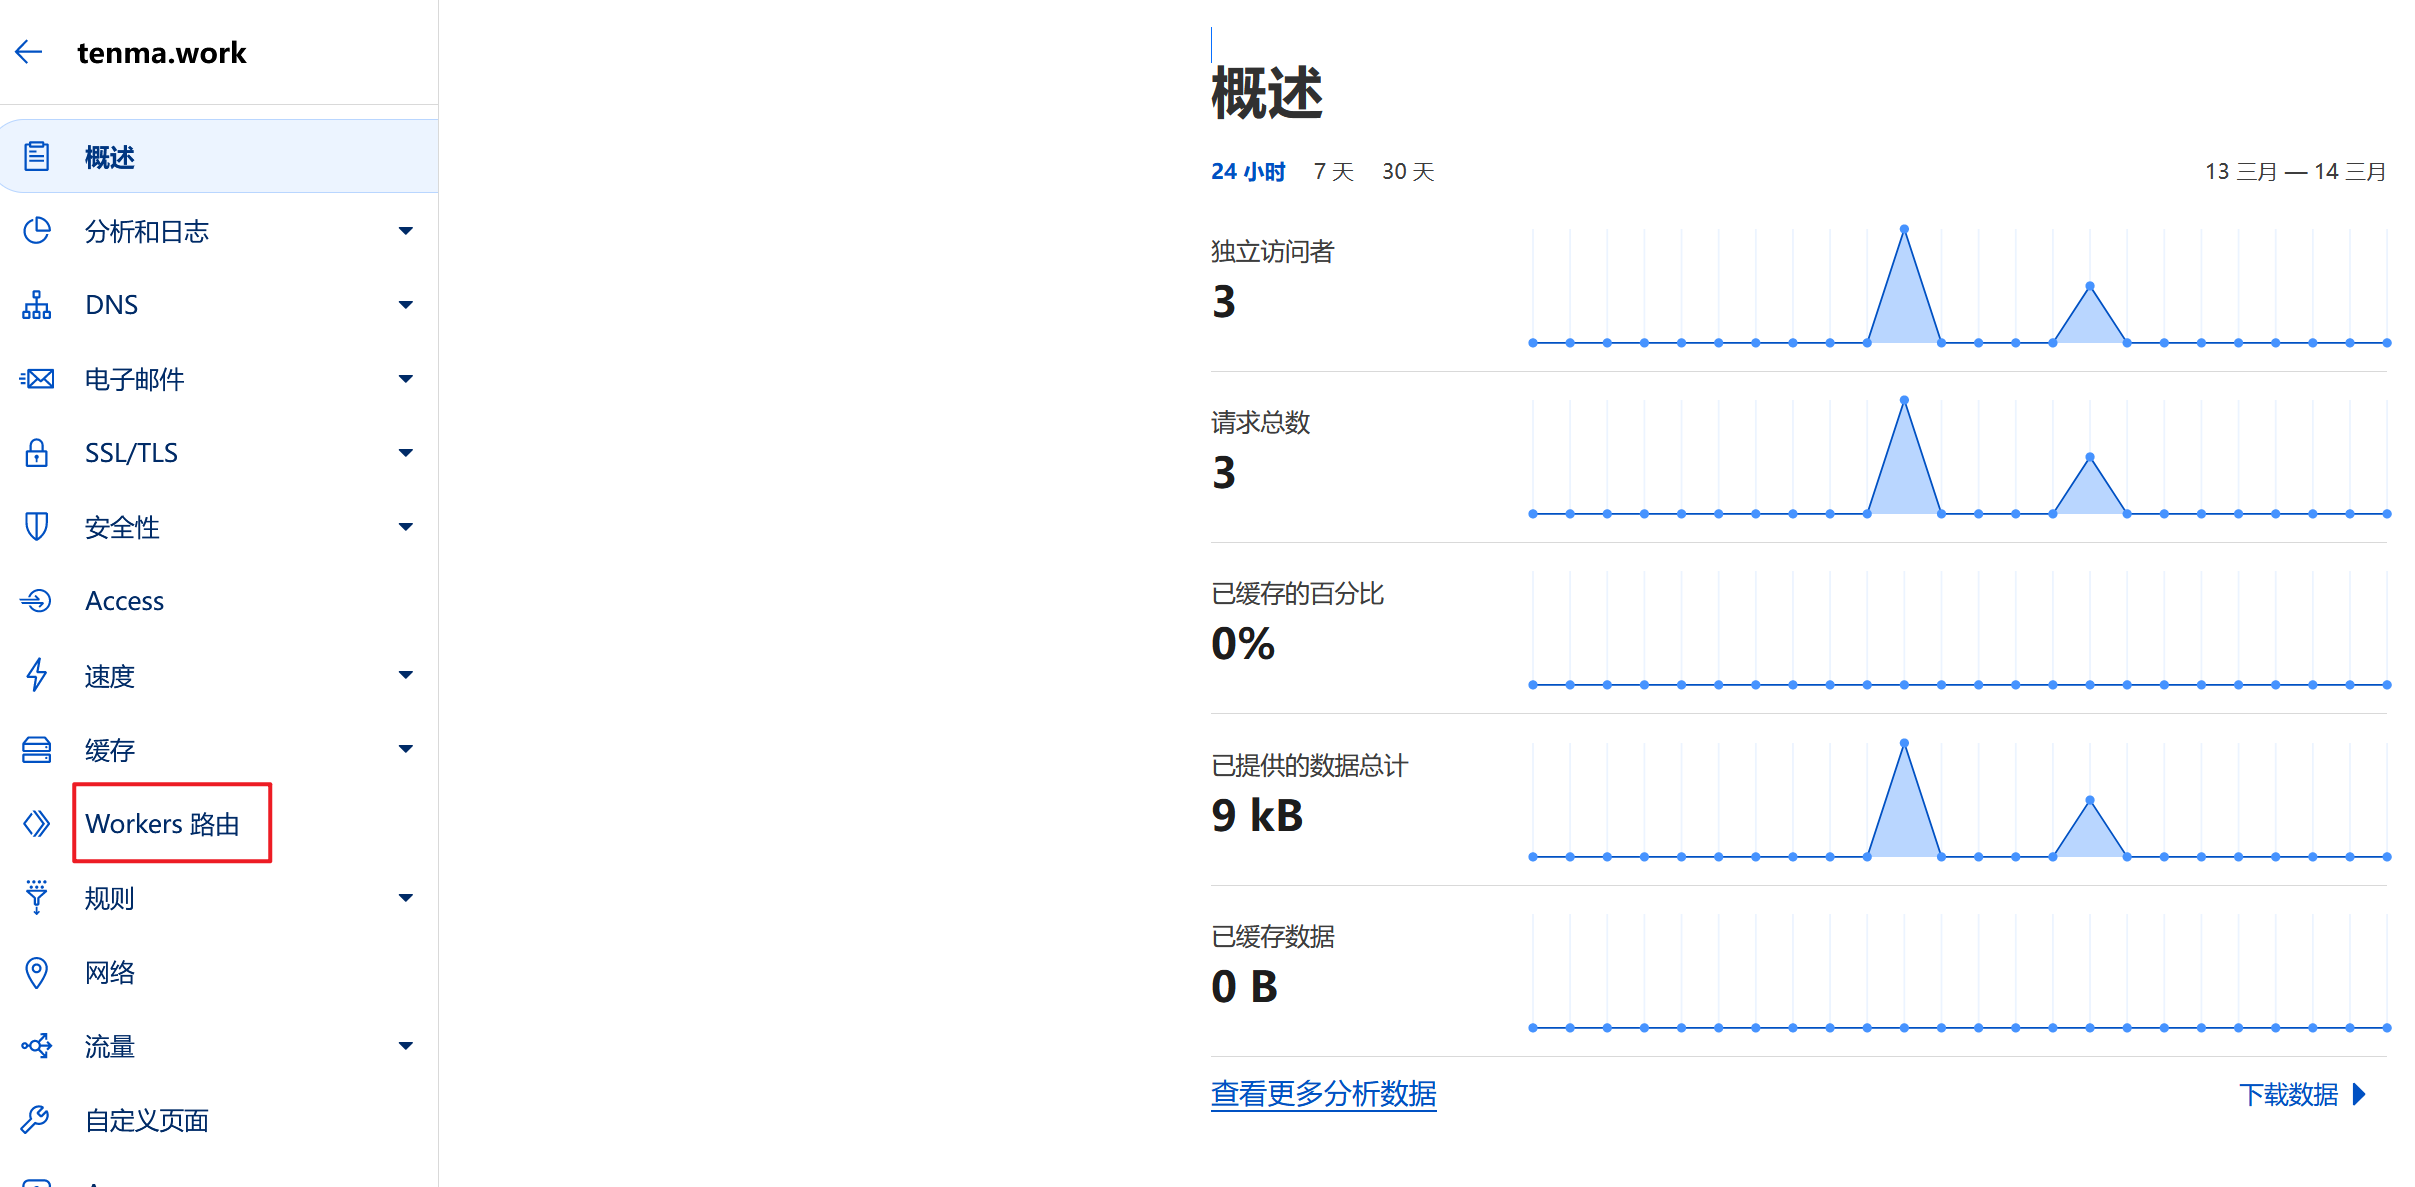 tenma.work
概述
分析和日志
DNS
电子邮件
SSL/TLS
安全性
Access
速度
缓存
Workers 路由
规则
网络
流量
自定义页面
概述
24 小时 7 天 30 天 13 三月 — 14 三月
独立访问者
3
请求总数
3
已缓存的百分比
0%
已提供的数据总计
9 kB
已缓存数据
0 B
查看更多分析数据 下载数据